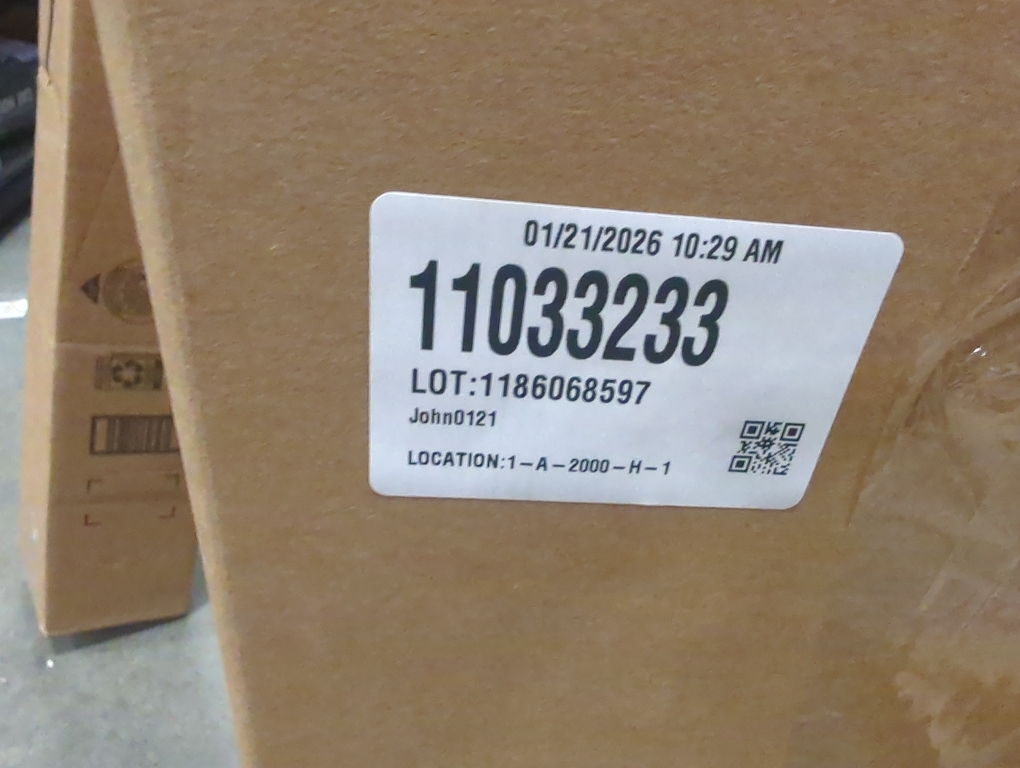 01/21/2026 10:29 AM
11033233
LOT:1186068597
John0121
LOCATION:1-A-2000-H-1